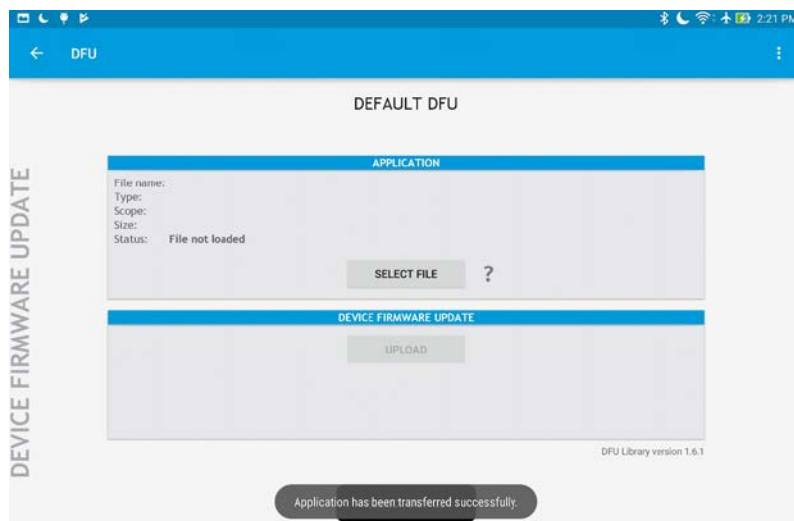 2:21 PM
DFU
DEFAULT DFU
DEVICE FIRMWARE UPDATE
APPLICATION
File name:
Type:
Scope:
Size:
Status: File not loaded
SELECT FILE ?
DEVICE FIRMWARE UPDATE
UPLOAD
DFU Library version 1.6.1
Application has been transferred successfully.